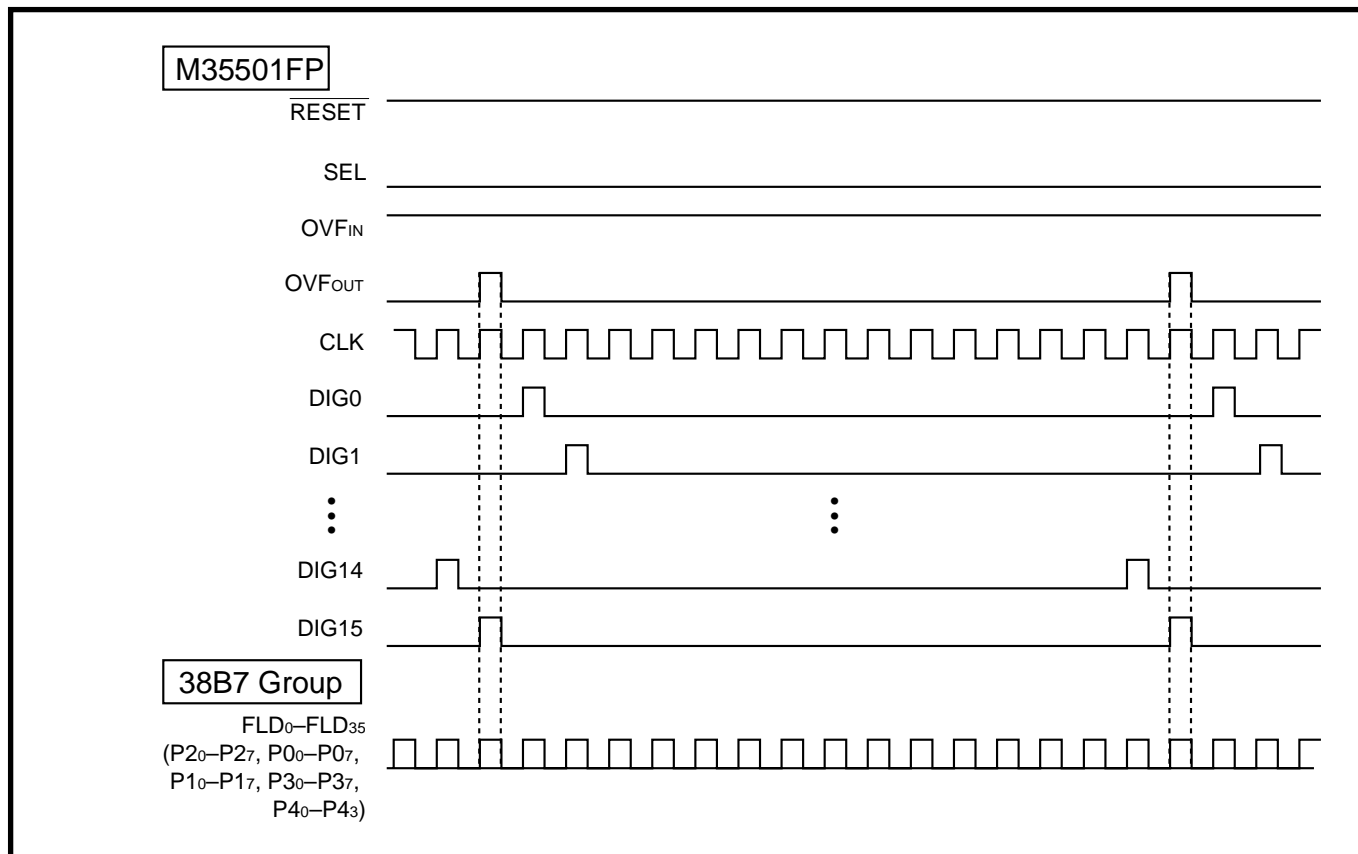 M35501FP
RESET
SEL
OVFIN
OVFOUT
CLK
DIG0
DIG1
DIG14
DIG15
38B7 Group
FLD0–FLD35
(P20–P27, P00–P07,
P10–P17, P30–P37,
P40–P43)